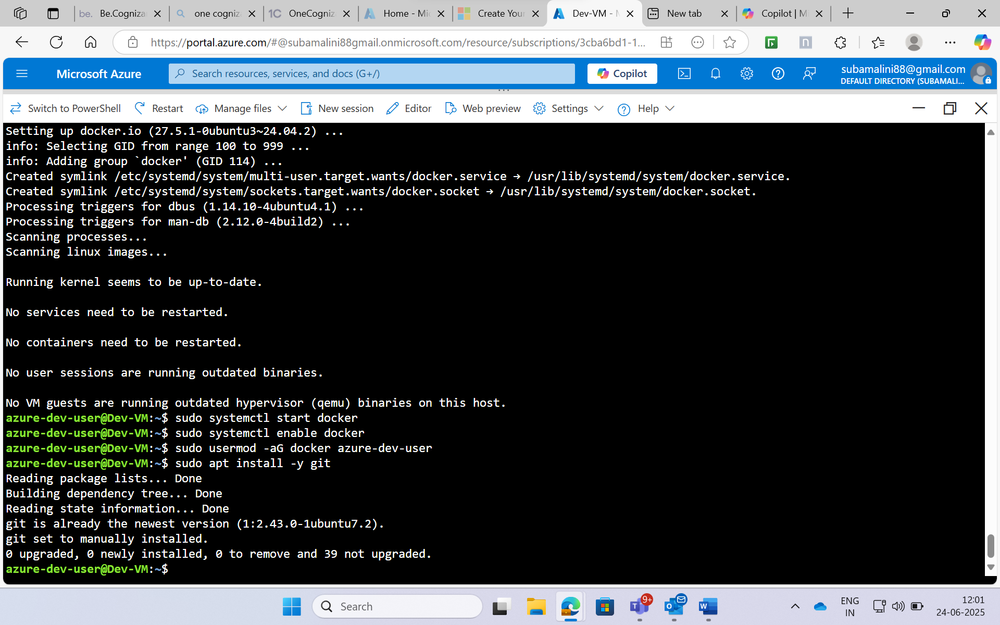 be. Be.Cogniza
one cogniza
1C OneCogniz
Home - Mic
Create Your
Dev-VM - M
New tab
Copilot | Mi
https://portal.azure.com/#@subamalini88gmail.onmicrosoft.com/resource/subscriptions/3cba6bd1-1...
Microsoft Azure
Search resources, services, and docs (G+/)
Copilot
subamalini88@gmail.com
DEFAULT DIRECTORY (SUBAMALI...
Switch to PowerShell
Restart
Manage files
New session
Editor
Web preview
Settings
Help
Setting up docker.io (27.5.1-0ubuntu3~24.04.2) ...
info: Selecting GID from range 100 to 999 ...
info: Adding group `docker' (GID 114) ...
Created symlink /etc/systemd/system/multi-user.target.wants/docker.service → /usr/lib/systemd/system/docker.service.
Created symlink /etc/systemd/system/sockets.target.wants/docker.socket → /usr/lib/systemd/system/docker.socket.
Processing triggers for dbus (1.14.10-4ubuntu4.1) ...
Processing triggers for man-db (2.12.0-4build2) ...
Scanning processes...
Scanning linux images...
Running kernel seems to be up-to-date.
No services need to be restarted.
No containers need to be restarted.
No user sessions are running outdated binaries.
No VM guests are running outdated hypervisor (qemu) binaries on this host.
azure-dev-user@Dev-VM:~$ sudo systemctl start docker
azure-dev-user@Dev-VM:~$ sudo systemctl enable docker
azure-dev-user@Dev-VM:~$ sudo usermod -aG docker azure-dev-user
azure-dev-user@Dev-VM:~$ sudo apt install -y git
Reading package lists... Done
Building dependency tree... Done
Reading state information... Done
git is already the newest version (1:2.43.0-1ubuntu7.2).
git set to manually installed.
0 upgraded, 0 newly installed, 0 to remove and 39 not upgraded.
azure-dev-user@Dev-VM:~$
Search
9+
ENG
IN
12:01
24-06-2025